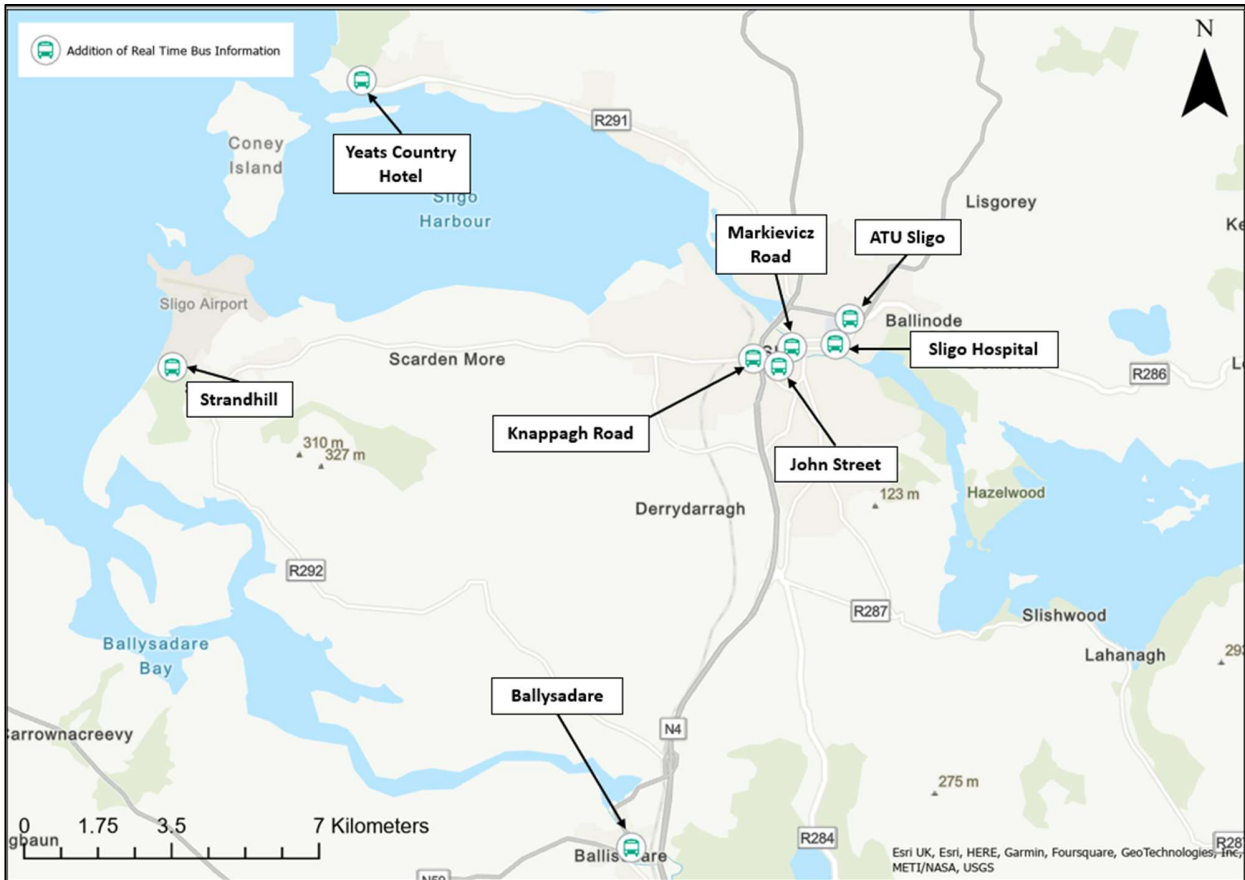 Addition of Real Time Bus Information
N
R291
Coney
Island
Yeats Country
Hotel
Sligo
Harbour
Lisgorey
Markievicz
Road
ATU Sligo
Sligo Airport
Ballinode
Scarden More
Sligo Hospital
R286
Strandhill
Knappagh Road
310 m
327 m
John Street
123 m
Hazelwood
Derrydarragh
R292
R287
Slishwood
Ballysadare
Bay
Lahanagh
Ballysadare
N4
Carrownacreevy
275 m
0 1.75 3.5 7 Kilometers
R284
Esri UK, Esri, HERE, Garmin, Foursquare, GeoTechnologies, Inc,
METI/NASA, USGS
N59